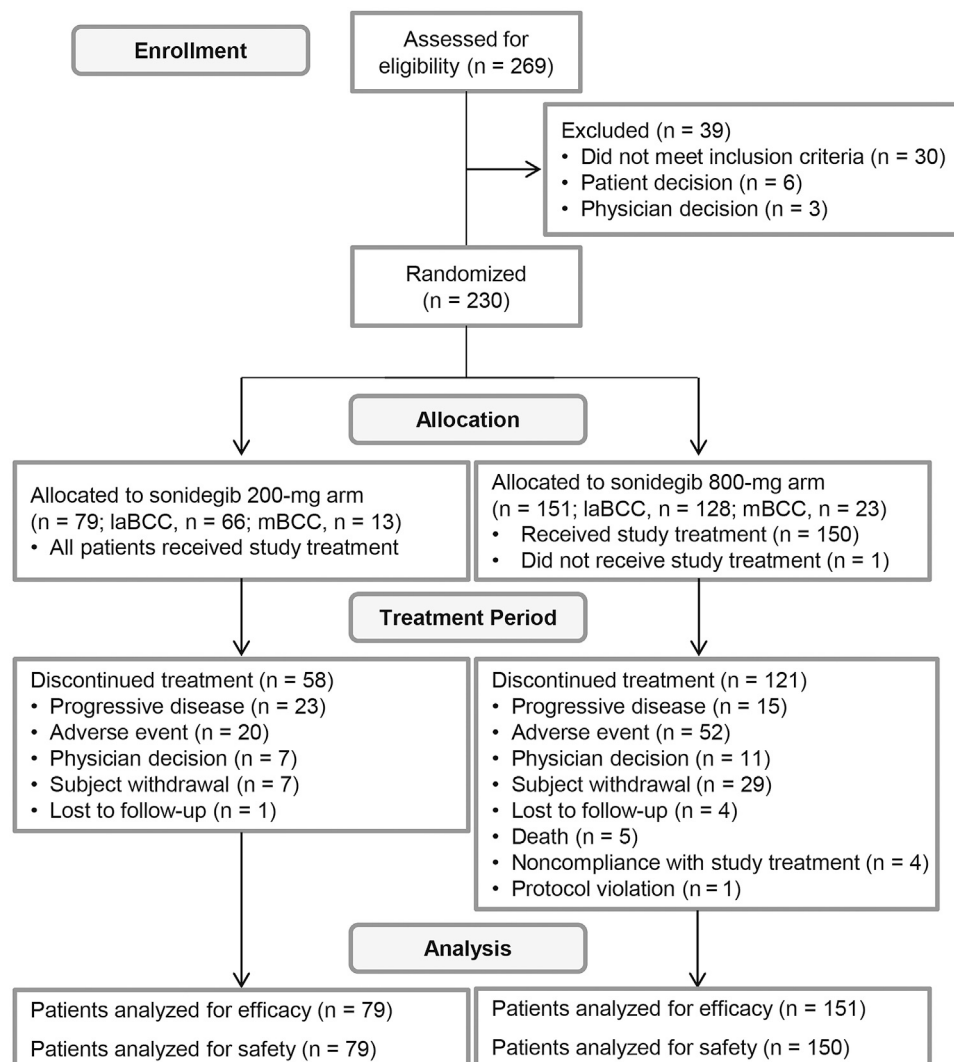 Enrollment
Assessed for
eligibility (n = 269)
Excluded (n = 39)
• Did not meet inclusion criteria (n = 30)
• Patient decision (n = 6)
• Physician decision (n = 3)
Randomized
(n = 230)
Allocation
Allocated to sonidegib 200-mg arm
(n = 79; laBCC, n = 66; mBCC, n = 13)
• All patients received study treatment
Allocated to sonidegib 800-mg arm
(n = 151; laBCC, n = 128; mBCC, n = 23)
• Received study treatment (n = 150)
• Did not receive study treatment (n = 1)
Treatment Period
Discontinued treatment (n = 58)
• Progressive disease (n = 23)
• Adverse event (n = 20)
• Physician decision (n = 7)
• Subject withdrawal (n = 7)
• Lost to follow-up (n = 1)
Discontinued treatment (n = 121)
• Progressive disease (n = 15)
• Adverse event (n = 52)
• Physician decision (n = 11)
• Subject withdrawal (n = 29)
• Lost to follow-up (n = 4)
• Death (n = 5)
• Noncompliance with study treatment (n = 4)
• Protocol violation (n = 1)
Analysis
Patients analyzed for efficacy (n = 79)
Patients analyzed for safety (n = 79)
Patients analyzed for efficacy (n = 151)
Patients analyzed for safety (n = 150)